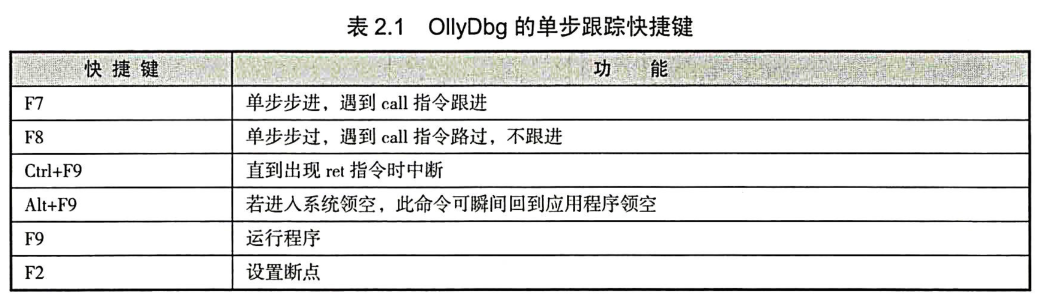 表 2.1 OllyDbg 的单步跟踪快捷键
快 捷 键 功 能
F7 单步步进，遇到 call 指令跟进
F8 单步步过，遇到 call 指令路过，不跟进
Ctrl+F9 直到出现 ret 指令时中断
Alt+F9 若进入系统领空，此命令可瞬间回到应用程序领空
F9 运行程序
F2 设置断点